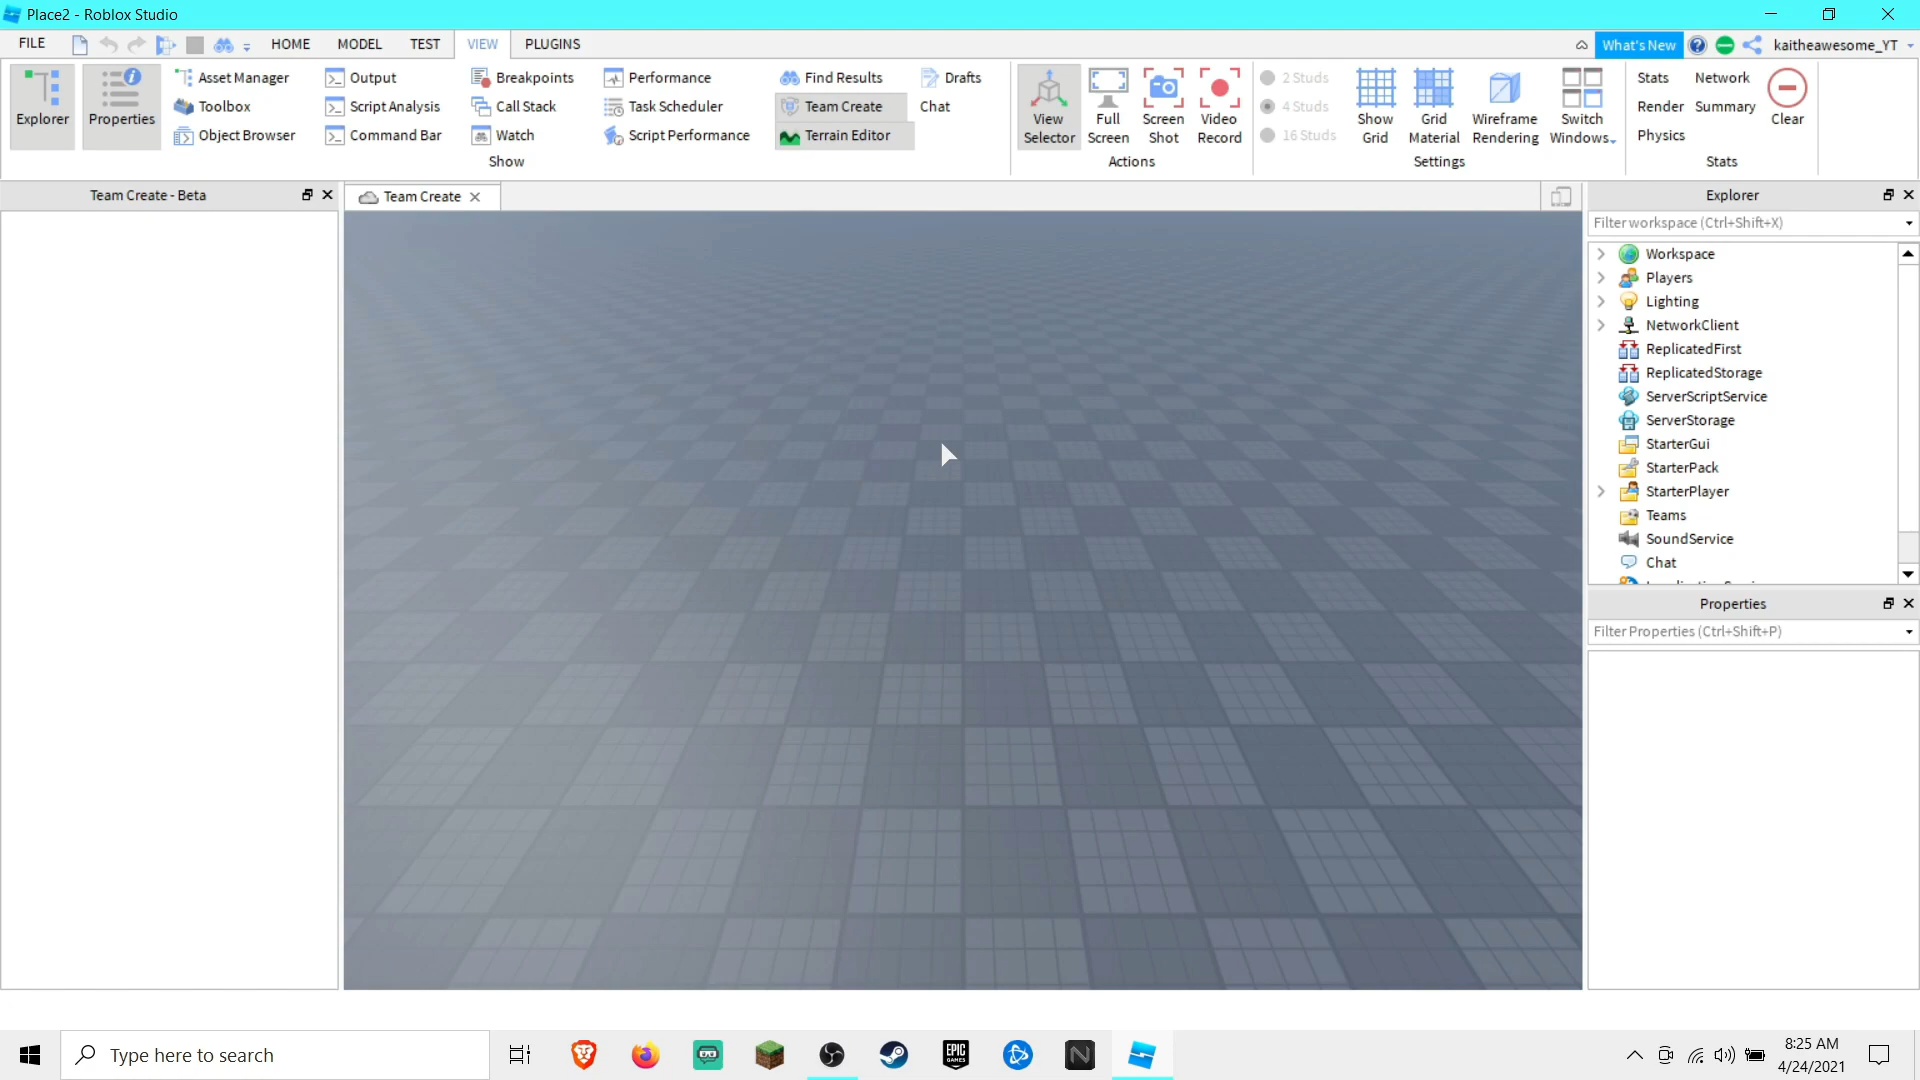 Place2 - Roblox Studio
FILE
HOME
MODEL
TEST
VIEW
PLUGINS
What's New
kaitheawesome_YT
Explorer
Properties
Asset Manager
Toolbox
Object Browser
Output
Script Analysis
Command Bar
Breakpoints
Call Stack
Watch
Performance
Task Scheduler
Script Performance
Find Results
Team Create
Terrain Editor
Drafts
Chat
Show
View
Selector
Full
Screen
Screen
Shot
Video
Record
Actions
2 Studs
4 Studs
16 Studs
Show
Grid
Grid
Material
Wireframe
Rendering
Switch
Windows
Settings
Stats
Network
Render
Summary
Physics
Clear
Stats
Team Create - Beta
Team Create
Explorer
Filter workspace (Ctrl+Shift+X)
Workspace
Players
Lighting
NetworkClient
ReplicatedFirst
ReplicatedStorage
ServerScriptService
ServerStorage
StarterGui
StarterPack
StarterPlayer
Teams
SoundService
Chat
Properties
Filter Properties (Ctrl+Shift+P)
Type here to search
EPIC
GAMES
N
8:25 AM
4/24/2021